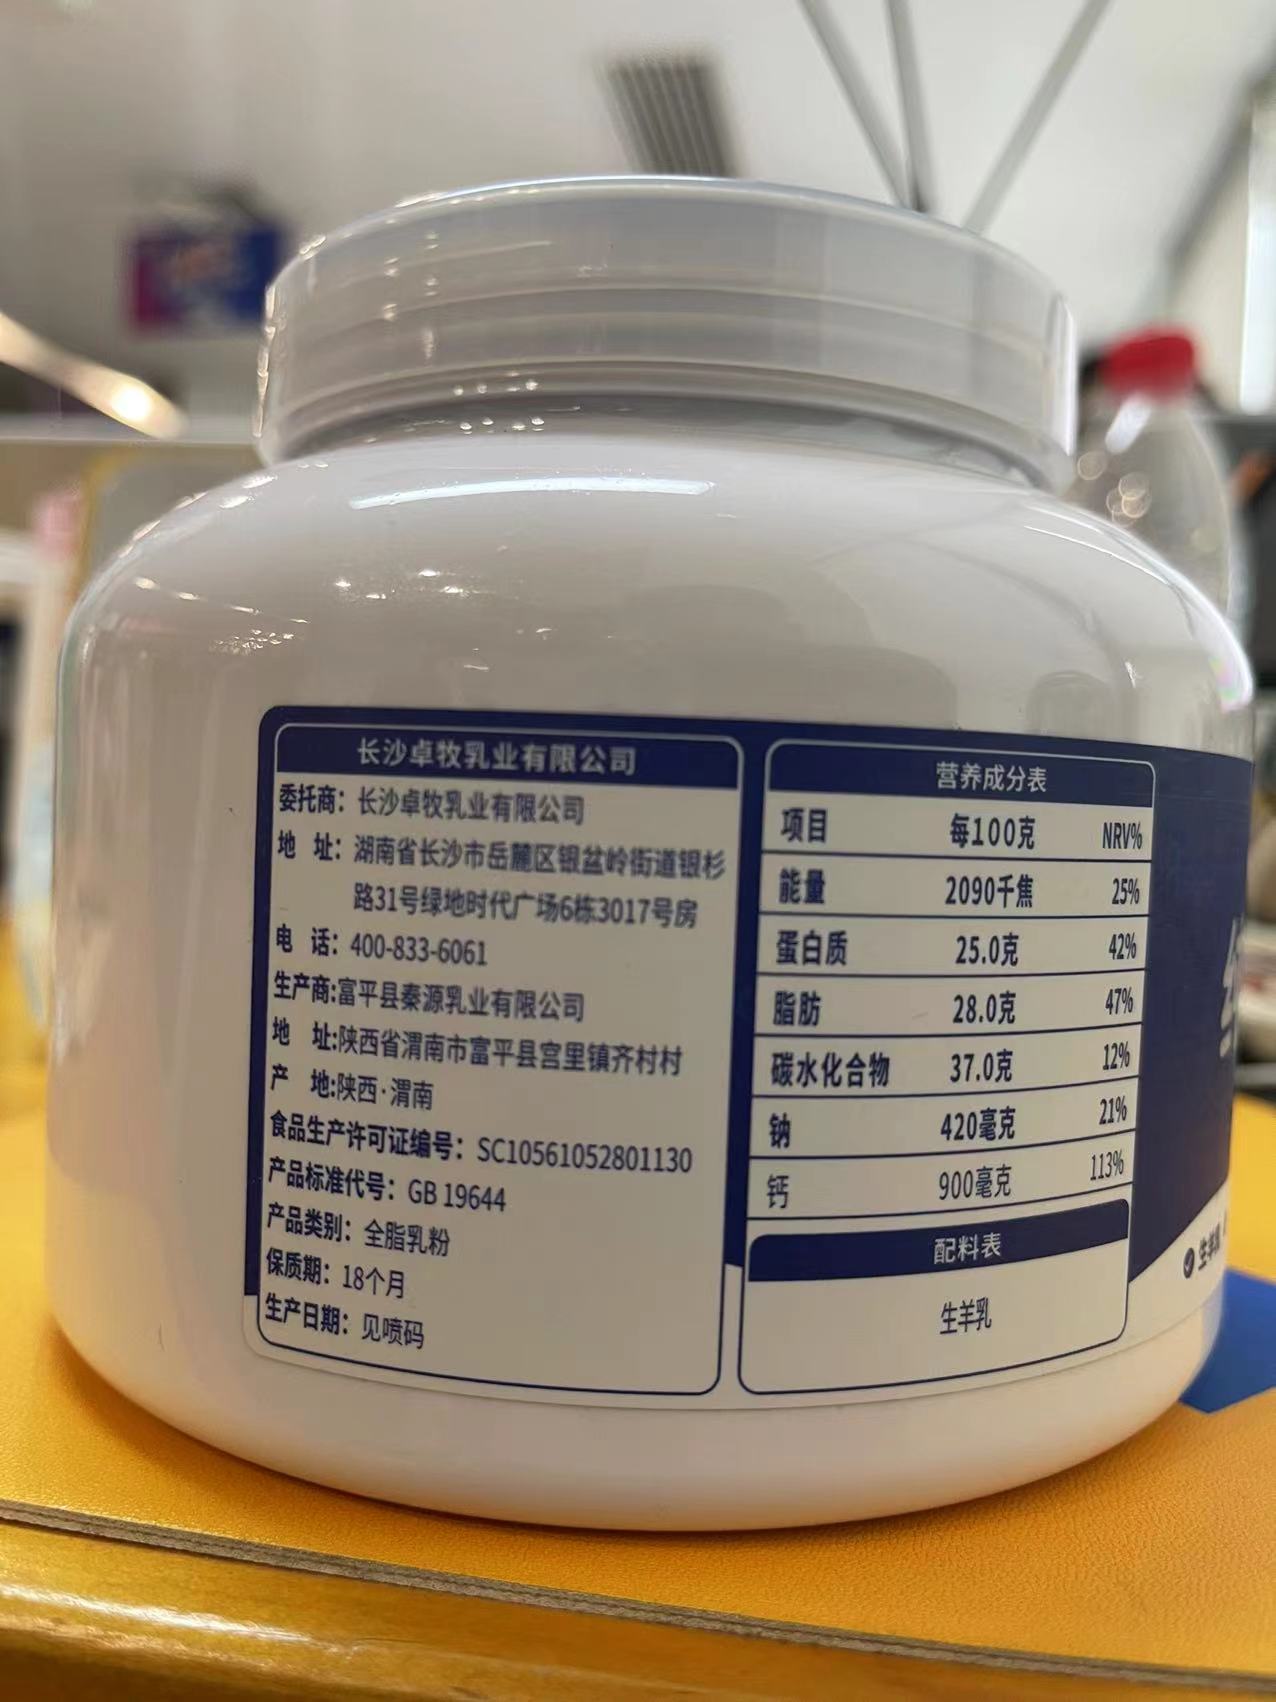 长沙卓牧乳业有限公司
委托商：长沙卓牧乳业有限公司
地 址：湖南省长沙市岳麓区银盆岭街道银杉
路31号绿地时代广场6栋3017号房
电 话：400-833-6061
生产商:富平县秦源乳业有限公司
地 址:陕西省渭南市富平县宫里镇齐村村
产 地:陕西·渭南
食品生产许可证编号：SC10561052801130
产品标准代号：GB 19644
产品类别：全脂乳粉
保质期：18个月
生产日期：见喷码
营养成分表
项目 每100克 NRV%
能量 2090千焦 25%
蛋白质 25.0克 42%
脂肪 28.0克 47%
碳水化合物 37.0克 12%
钠 420毫克 21%
钙 900毫克 113%
配料表
生羊乳